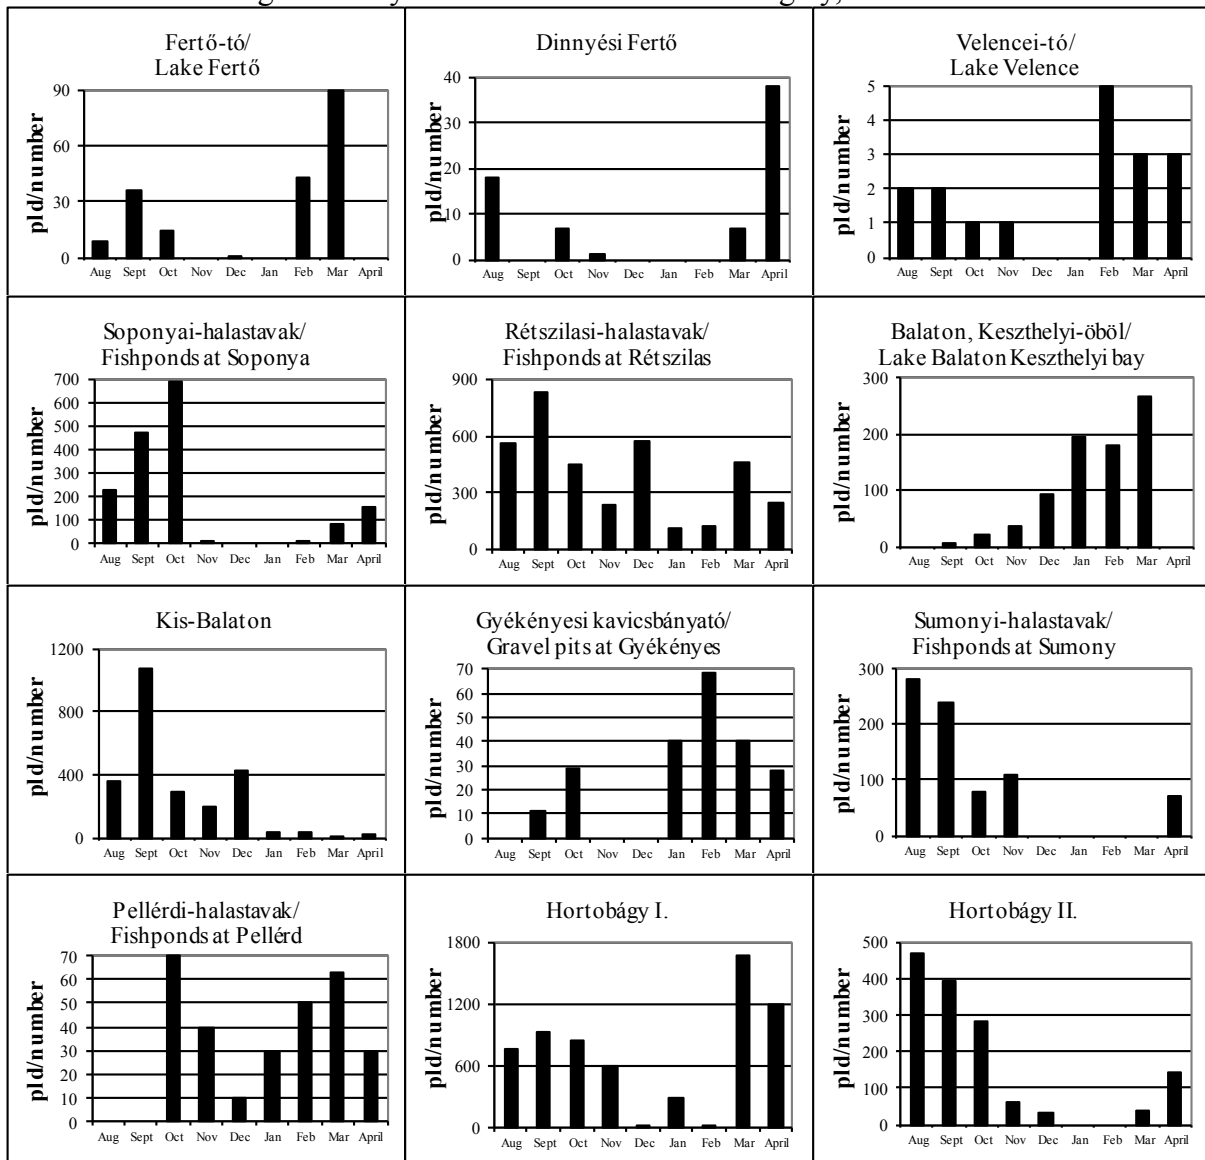 Fertő-tó/
Lake Fertő
pld/number
90
60
30
0
Aug Sept Oct Nov Dec Jan Feb Mar April
Dinnyési Fertő
pld/number
40
30
20
10
0
Aug Sept Oct Nov Dec Jan Feb Mar April
Velencei-tó/
Lake Velence
pld/number
5
4
3
2
1
0
Aug Sept Oct Nov Dec Jan Feb Mar April
Soponyai-halastavak/
Fishponds at Soponya
pld/number
700
600
500
400
300
200
100
0
Aug Sept Oct Nov Dec Jan Feb Mar April
Rétszilasi-halastavak/
Fishponds at Rétszilas
pld/number
900
600
300
0
Aug Sept Oct Nov Dec Jan Feb Mar April
Balaton, Keszthelyi-öböl/
Lake Balaton Keszthelyi bay
pld/number
300
200
100
0
Aug Sept Oct Nov Dec Jan Feb Mar April
Kis-Balaton
pld/number
1200
800
400
0
Aug Sept Oct Nov Dec Jan Feb Mar April
Gyékényesi kavicsbányató/
Gravel pits at Gyékényes
pld/number
70
60
50
40
30
20
10
0
Aug Sept Oct Nov Dec Jan Feb Mar April
Sumonyi-halastavak/
Fishponds at Sumony
pld/number
300
200
100
0
Aug Sept Oct Nov Dec Jan Feb Mar April
Pellérdi-halastavak/
Fishponds at Pellérd
pld/number
70
60
50
40
30
20
10
0
Aug Sept Oct Nov Dec Jan Feb Mar April
Hortobágy I.
pld/number
1800
1200
600
0
Aug Sept Oct Nov Dec Jan Feb Mar April
Hortobágy II.
pld/number
500
400
300
200
100
0
Aug Sept Oct Nov Dec Jan Feb Mar April